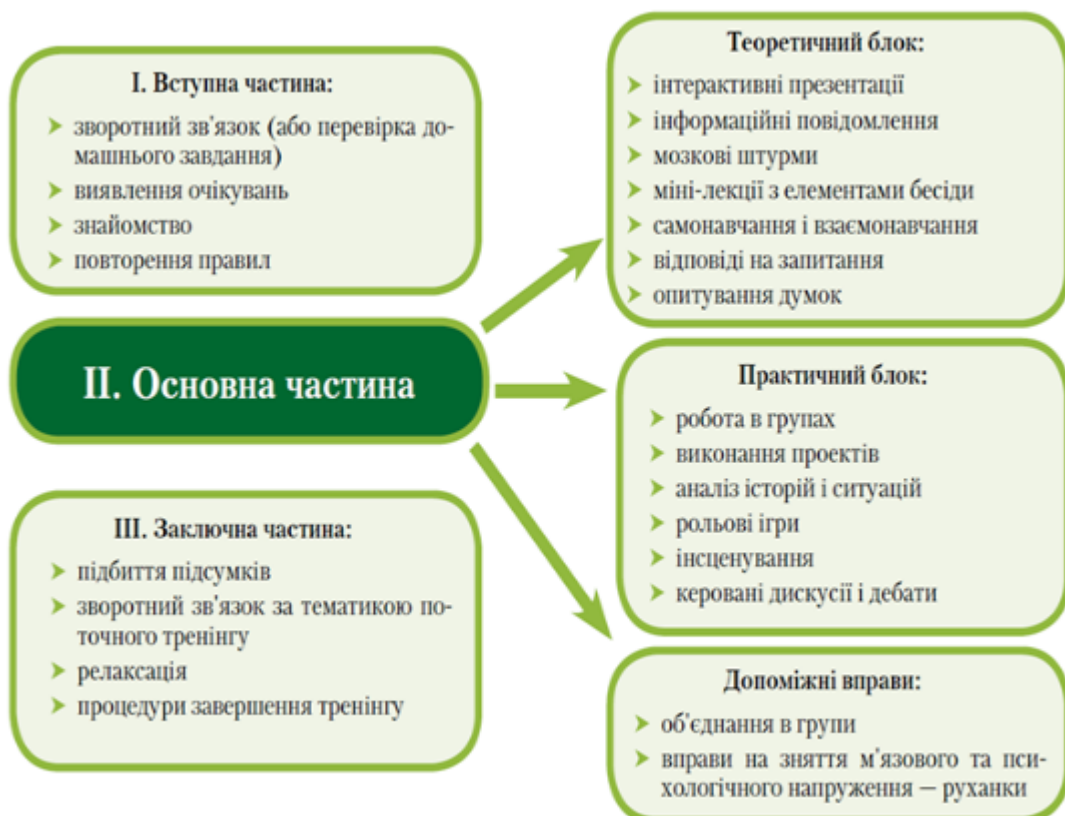 І. Вступна частина:
зворотний зв'язок (або перевірка до-
машнього завдання)
виявлення очікувань
знайомство
повторення правил
ІІ. Основна частина
ІІІ. Заключна частина:
підбиття підсумків
зворотний зв'язок за тематикою по-
точного тренінгу
релаксація
процедури завершення тренінгу
Теоретичний блок:
інтерактивні презентації
інформаційні повідомлення
мозкові штурми
міні-лекції з елементами бесіди
самонавчання і взаємонавчання
відповіді на запитання
опитування думок
Практичний блок:
робота в групах
виконання проектів
аналіз історій і ситуацій
рольові ігри
інсценування
керовані дискусії і дебати
Допоміжні вправи:
об'єднання в групи
вправи на зняття м'язового та пси-
хологічного напруження – руханки